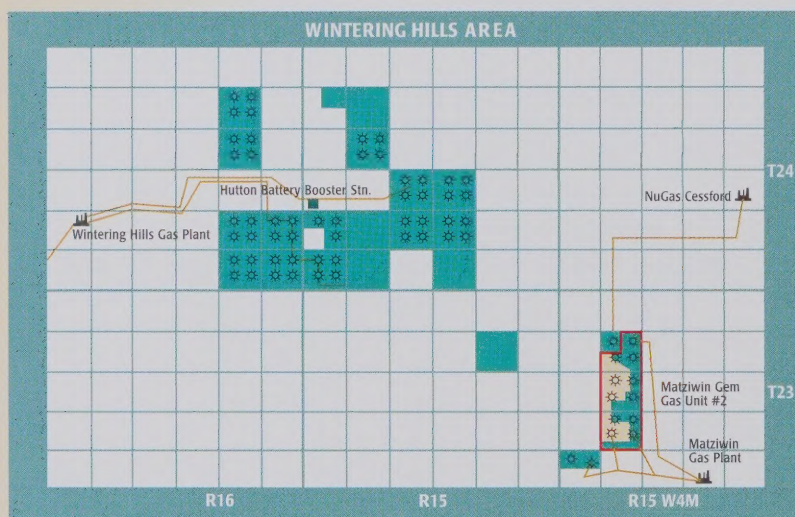 WINTERING HILLS AREA
T24
Hutton Battery Booster Stn.
NuGas Cessford
Wintering Hills Gas Plant
Matziwin Gem
Gas Unit #2
T23
Matziwin
Gas Plant
R16
R15
R15 W4M